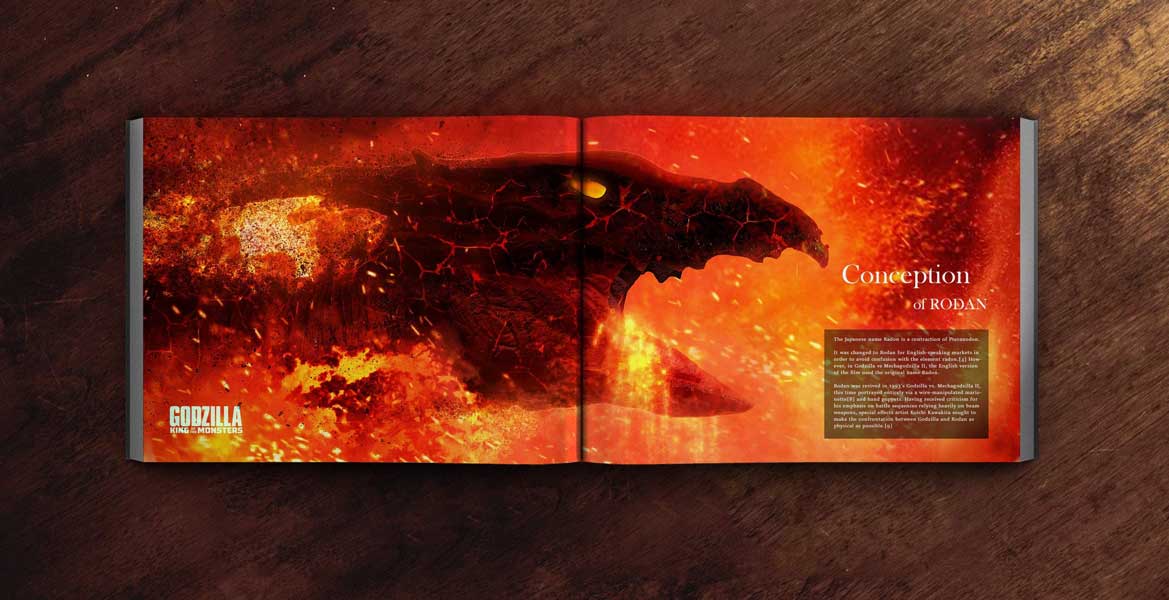 Conception
of RODAN
The Japanese name Radon is a contraction of Pteranodon.
It was changed to Rodan for English-speaking markets in
order to avoid confusion with the element radon.[3] How-
ever, in Godzilla vs Mechagodzilla II, the English version
of the film used the original name Radon.
Rodan was revived in 1993's Godzilla vs. Mechagodzilla II,
this time portrayed entirely via a wire-manipulated mario-
nette[8] and hand puppets. Having received criticism for
his emphasis on battle sequences relying heavily on beam
weapons, special effects artist Koichi Kawakita sought to
make the confrontation between Godzilla and Rodan as
physical as possible.[9]
GODZILLA
KING OF THE MONSTERS